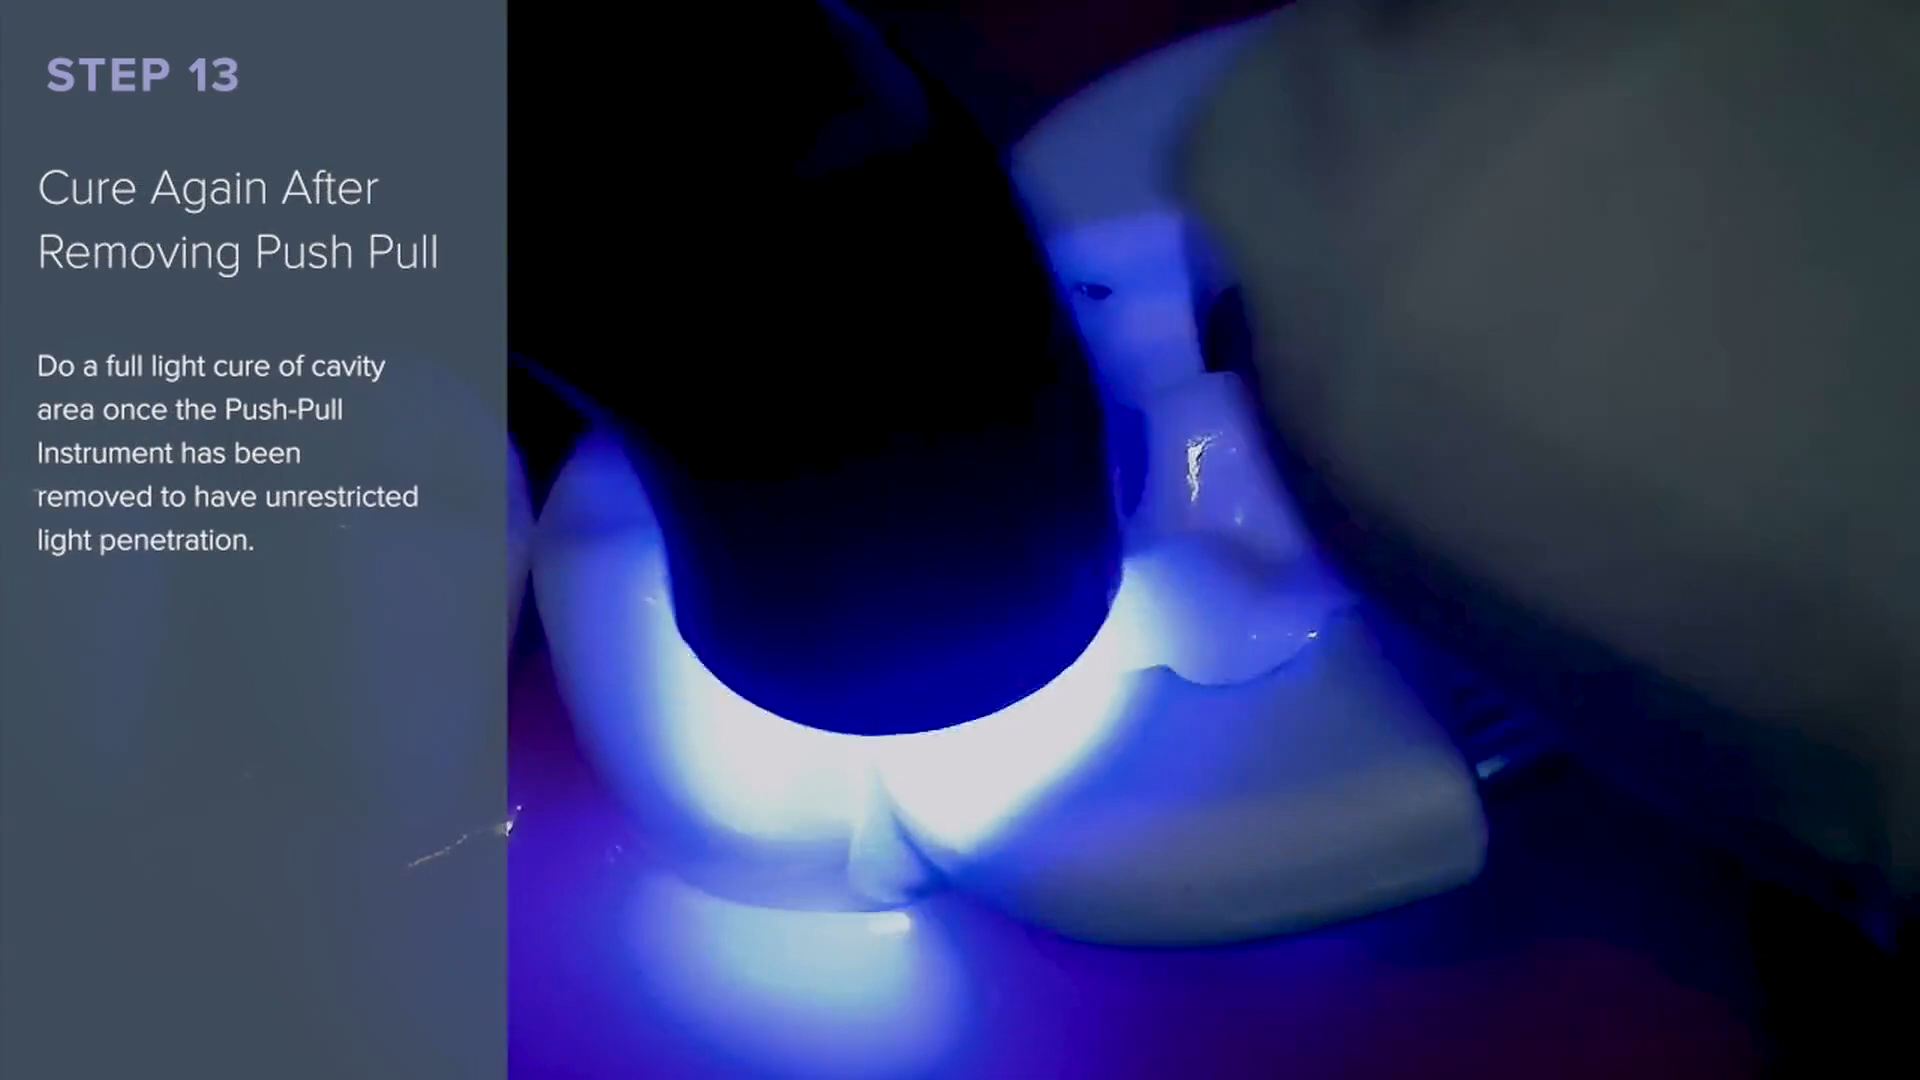 STEP 13
Cure Again After
Removing Push Pull
Do a full light cure of cavity
area once the Push-Pull
Instrument has been
removed to have unrestricted
light penetration.